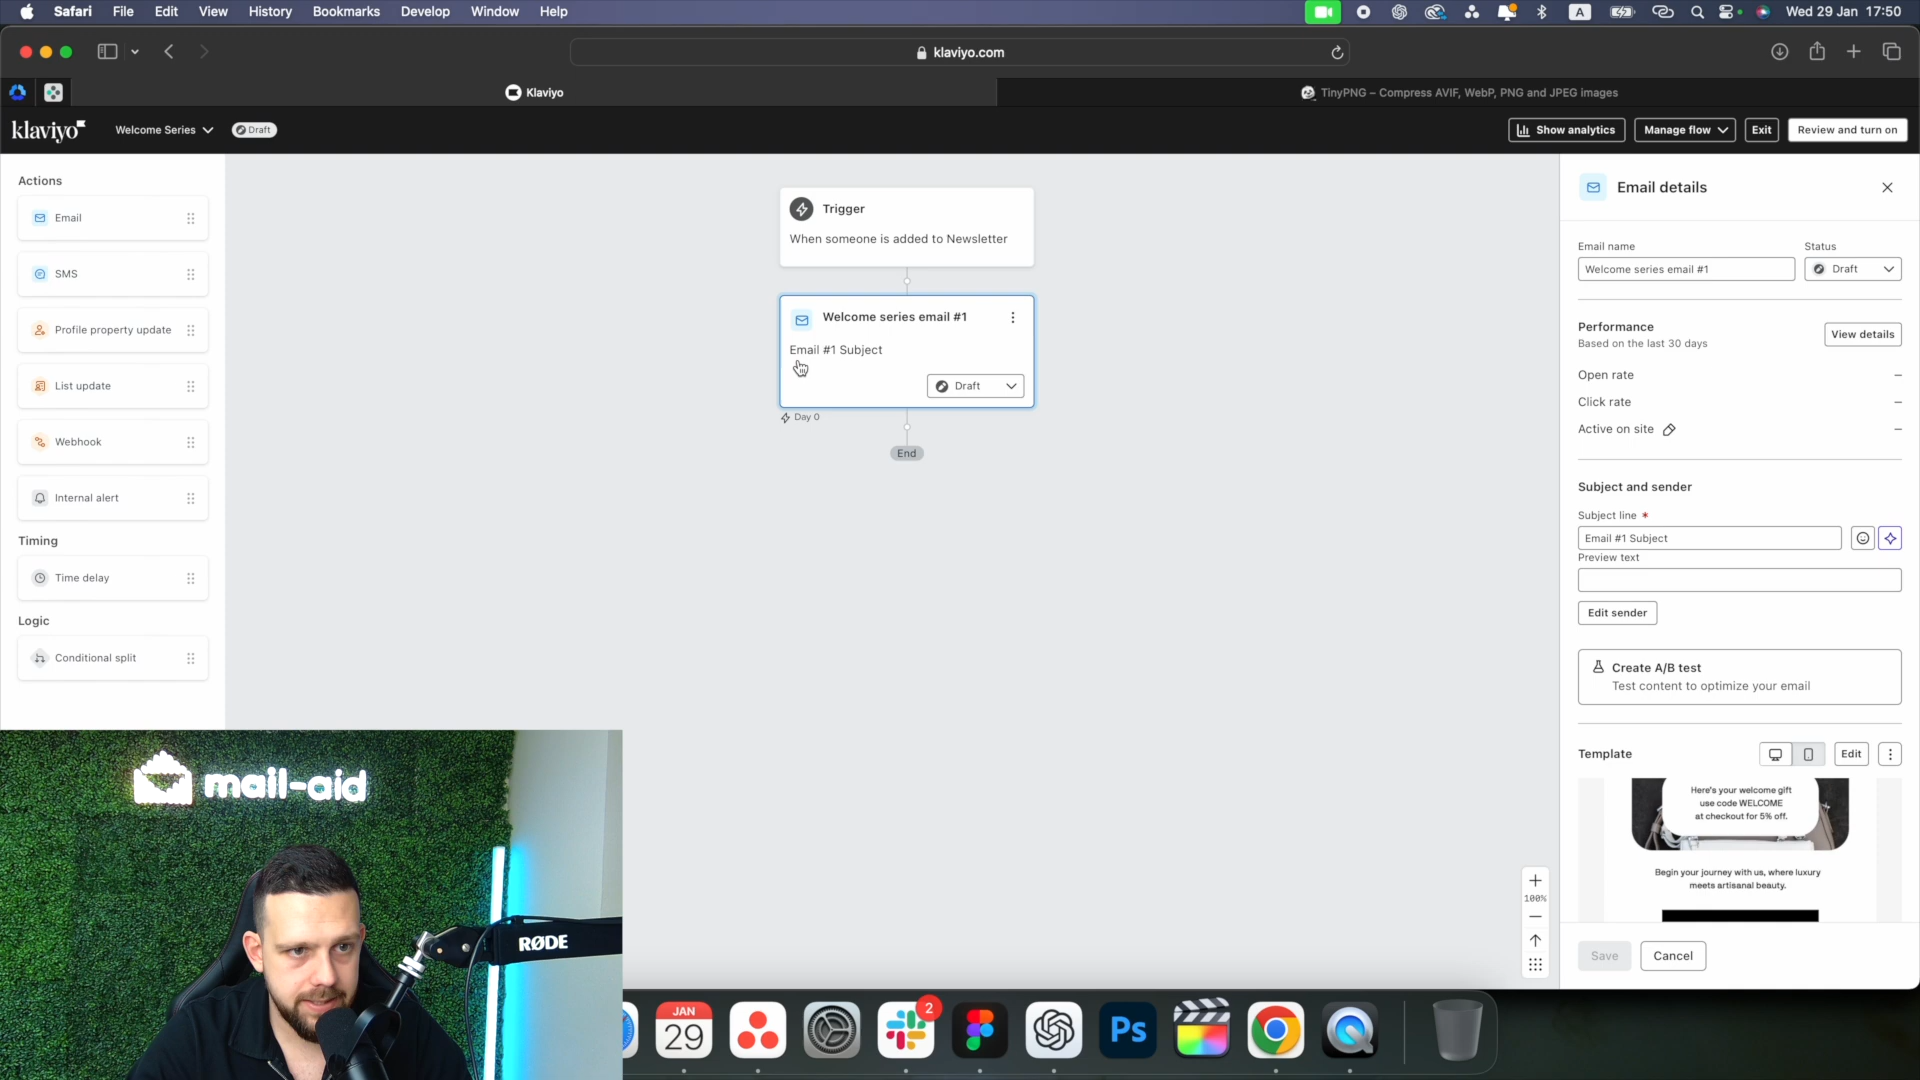 Safari File Edit View History Bookmarks Develop Window Help
A
Wed 29 Jan 17:50
klaviyo.com
Klaviyo
TinyPNG – Compress AVIF, WebP, PNG and JPEG images
klaviyo
Welcome Series
Draft
Show analytics
Manage flow
Exit
Review and turn on
Actions
Email
SMS
Profile property update
List update
Webhook
Internal alert
Timing
Time delay
Logic
Conditional split
Trigger
When someone is added to Newsletter
Welcome series email #1
Email #1 Subject
Draft
Day 0
End
100%
Email details
Email name
Status
Welcome series email #1
Draft
Performance
Based on the last 30 days
View details
Open rate –
Click rate –
Active on site –
Subject and sender
Subject line *
Email #1 Subject
Preview text
Edit sender
Create A/B test
Test content to optimize your email
Template
Edit
Here's your welcome gift
use code WELCOME
at checkout for 5% off.
Begin your journey with us, where luxury
meets artisanal beauty.
Save
Cancel
mail-aid
RØDE
JAN
29
2
Ps